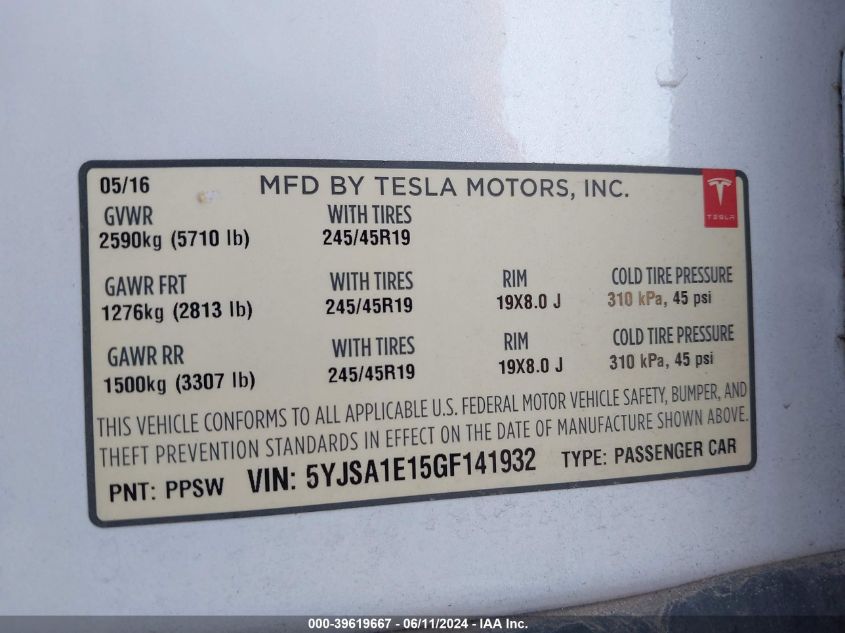 05/16 MFD BY TESLA MOTORS, INC.
TESLA
GVWR WITH TIRES
2590kg (5710 lb) 245/45R19
GAWR FRT WITH TIRES RIM COLD TIRE PRESSURE
1276kg (2813 lb) 245/45R19 19X8.0 J 310 kPa, 45 psi
GAWR RR WITH TIRES RIM COLD TIRE PRESSURE
1500kg (3307 lb) 245/45R19 19X8.0 J 310 kPa, 45 psi
THIS VEHICLE CONFORMS TO ALL APPLICABLE U.S. FEDERAL MOTOR VEHICLE SAFETY, BUMPER, AND
THEFT PREVENTION STANDARDS IN EFFECT ON THE DATE OF MANUFACTURE SHOWN ABOVE.
PNT: PPSW VIN: 5YJSA1E15GF141932 TYPE: PASSENGER CAR
000-39619667 - 06/11/2024 - IAA Inc.